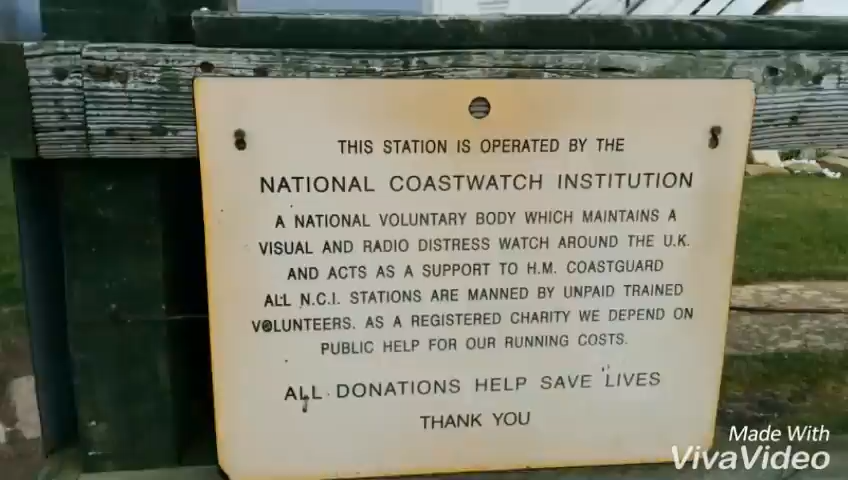 THIS STATION IS OPERATED BY THE
NATIONAL COASTWATCH INSTITUTION
A NATIONAL VOLUNTARY BODY WHICH MAINTAINS A
VISUAL AND RADIO DISTRESS WATCH AROUND THE U.K.
AND ACTS AS A SUPPORT TO H.M. COASTGUARD
ALL N.C.I. STATIONS ARE MANNED BY UNPAID TRAINED
VOLUNTEERS. AS A REGISTERED CHARITY WE DEPEND ON
PUBLIC HELP FOR OUR RUNNING COSTS.
ALL DONATIONS HELP SAVE LIVES
THANK YOU
Made With
VivaVideo